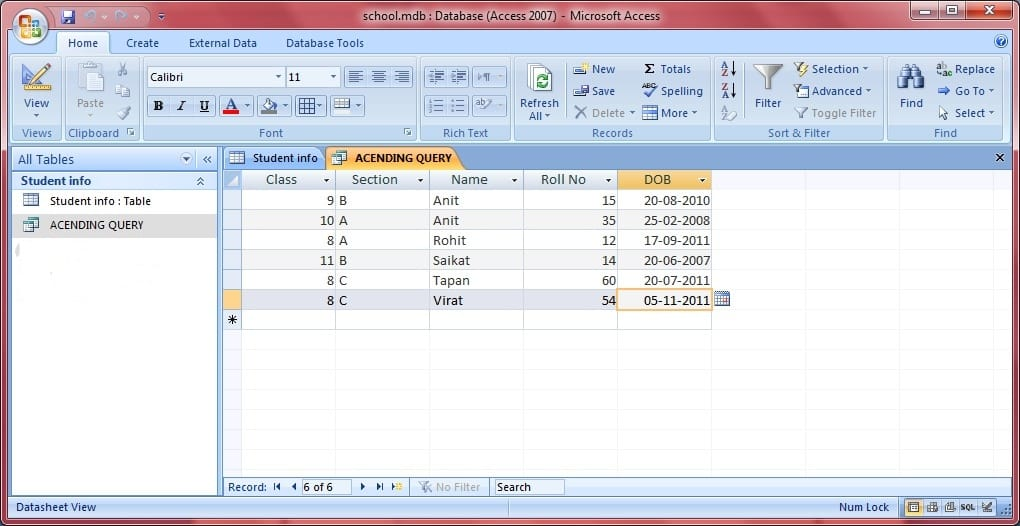 school.mdb : Database (Access 2007) - Microsoft Access
Home Create External Data Database Tools
View
Views
Paste
Clipboard
Calibri 11
B I U A
Font
Rich Text
Refresh All
New
Save
Delete
Σ Totals
ABC Spelling
More
Records
A Z
Z A
Filter
Selection
Advanced
Toggle Filter
Sort & Filter
Find
Replace
Go To
Select
Find
All Tables
Student info
Student info : Table
ACENDING QUERY
Student info ACENDING QUERY
Class Section Name Roll No DOB
9 B Anit 15 20-08-2010
10 A Anit 35 25-02-2008
8 A Rohit 12 17-09-2011
11 B Saikat 14 20-06-2007
8 C Tapan 60 20-07-2011
8 C Virat 54 05-11-2011
Record: 6 of 6 No Filter Search
Datasheet View Num Lock SQL